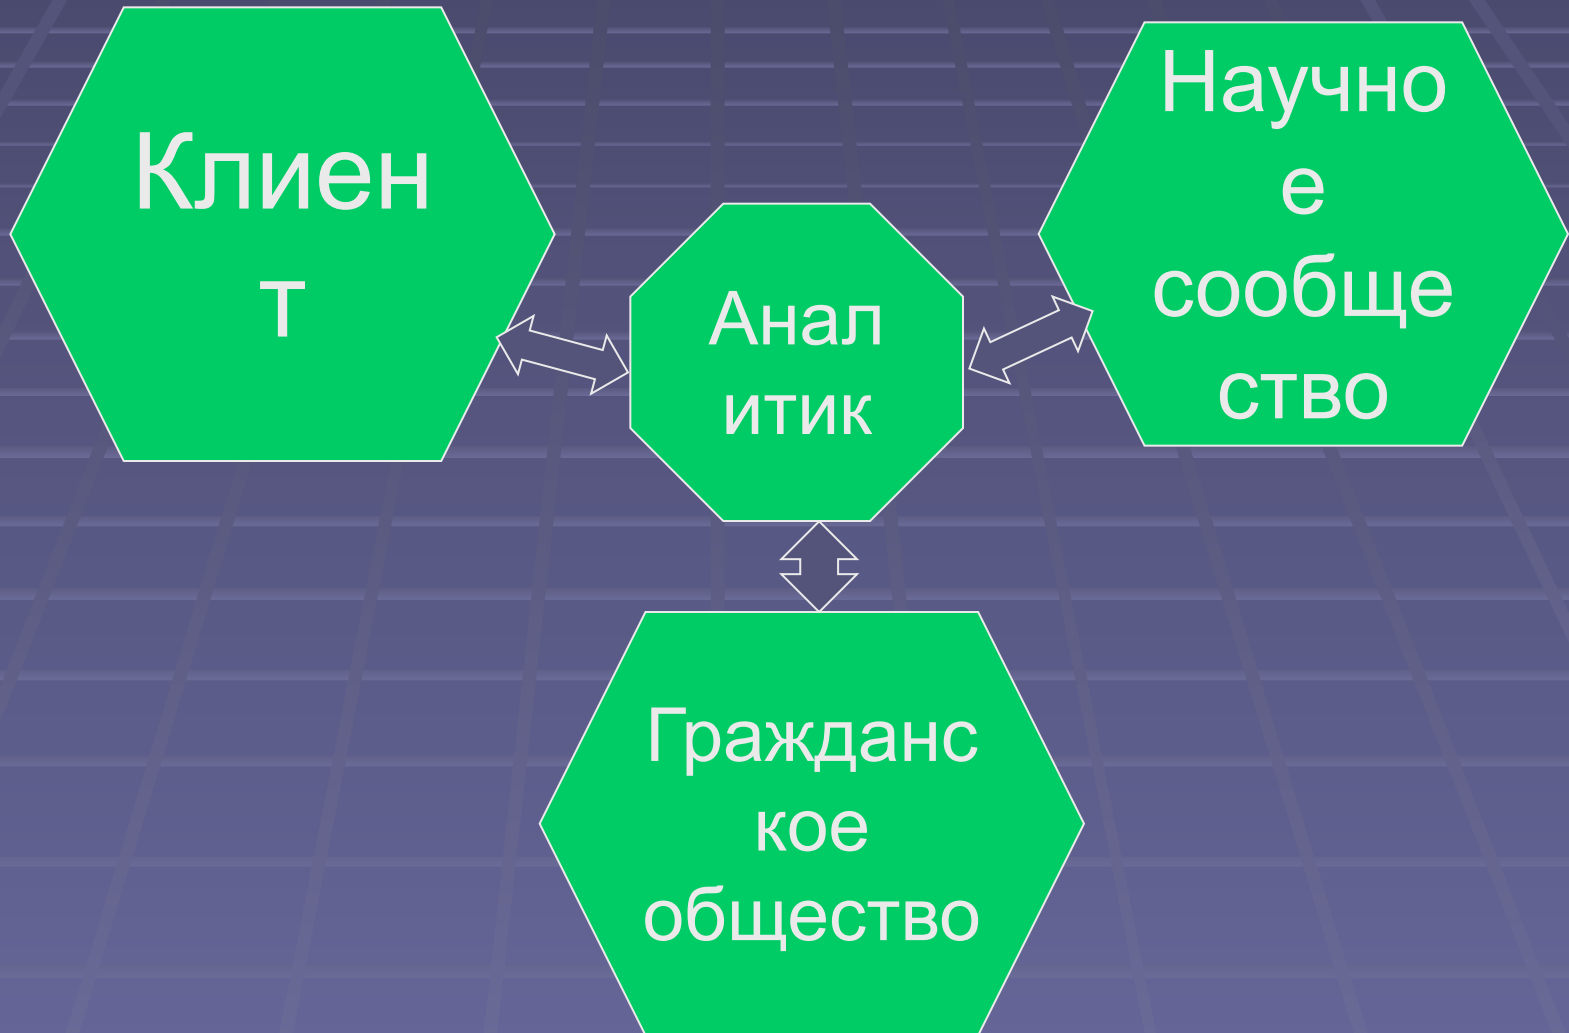 Клиен
т
Научно
е
сообще
ство
Анал
итик
Гражданс
кое
общество